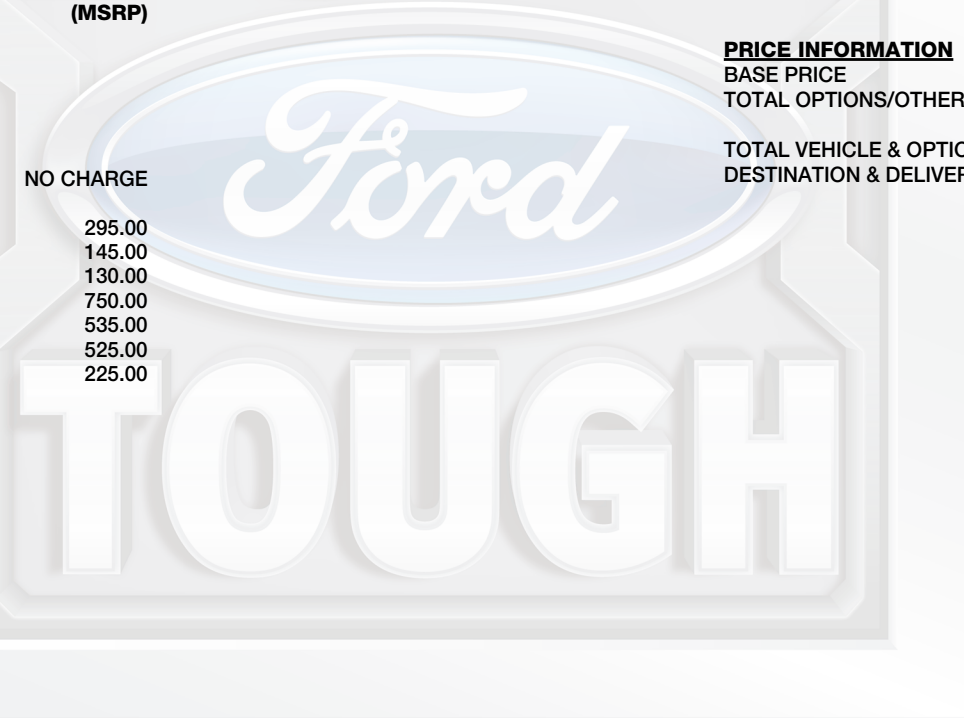 (MSRP)
NO CHARGE
295.00
145.00
130.00
750.00
535.00
525.00
225.00
PRICE INFORMATION
BASE PRICE
TOTAL OPTIONS/OTHER
TOTAL VEHICLE & OPTIO
DESTINATION & DELIVER
Ford
TOUGH